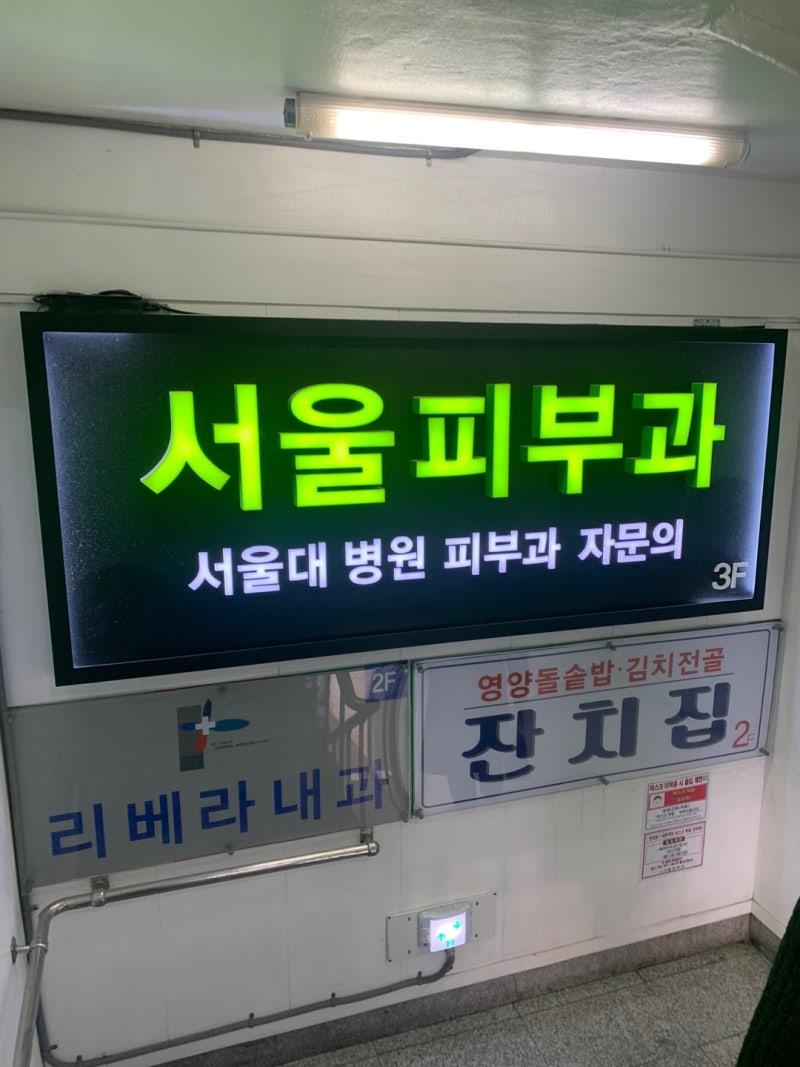 서울피부과
서울대 병원 피부과 자문의
3F
2F
리베라내과
영양돌솥밥·김치전골
잔치집
2F